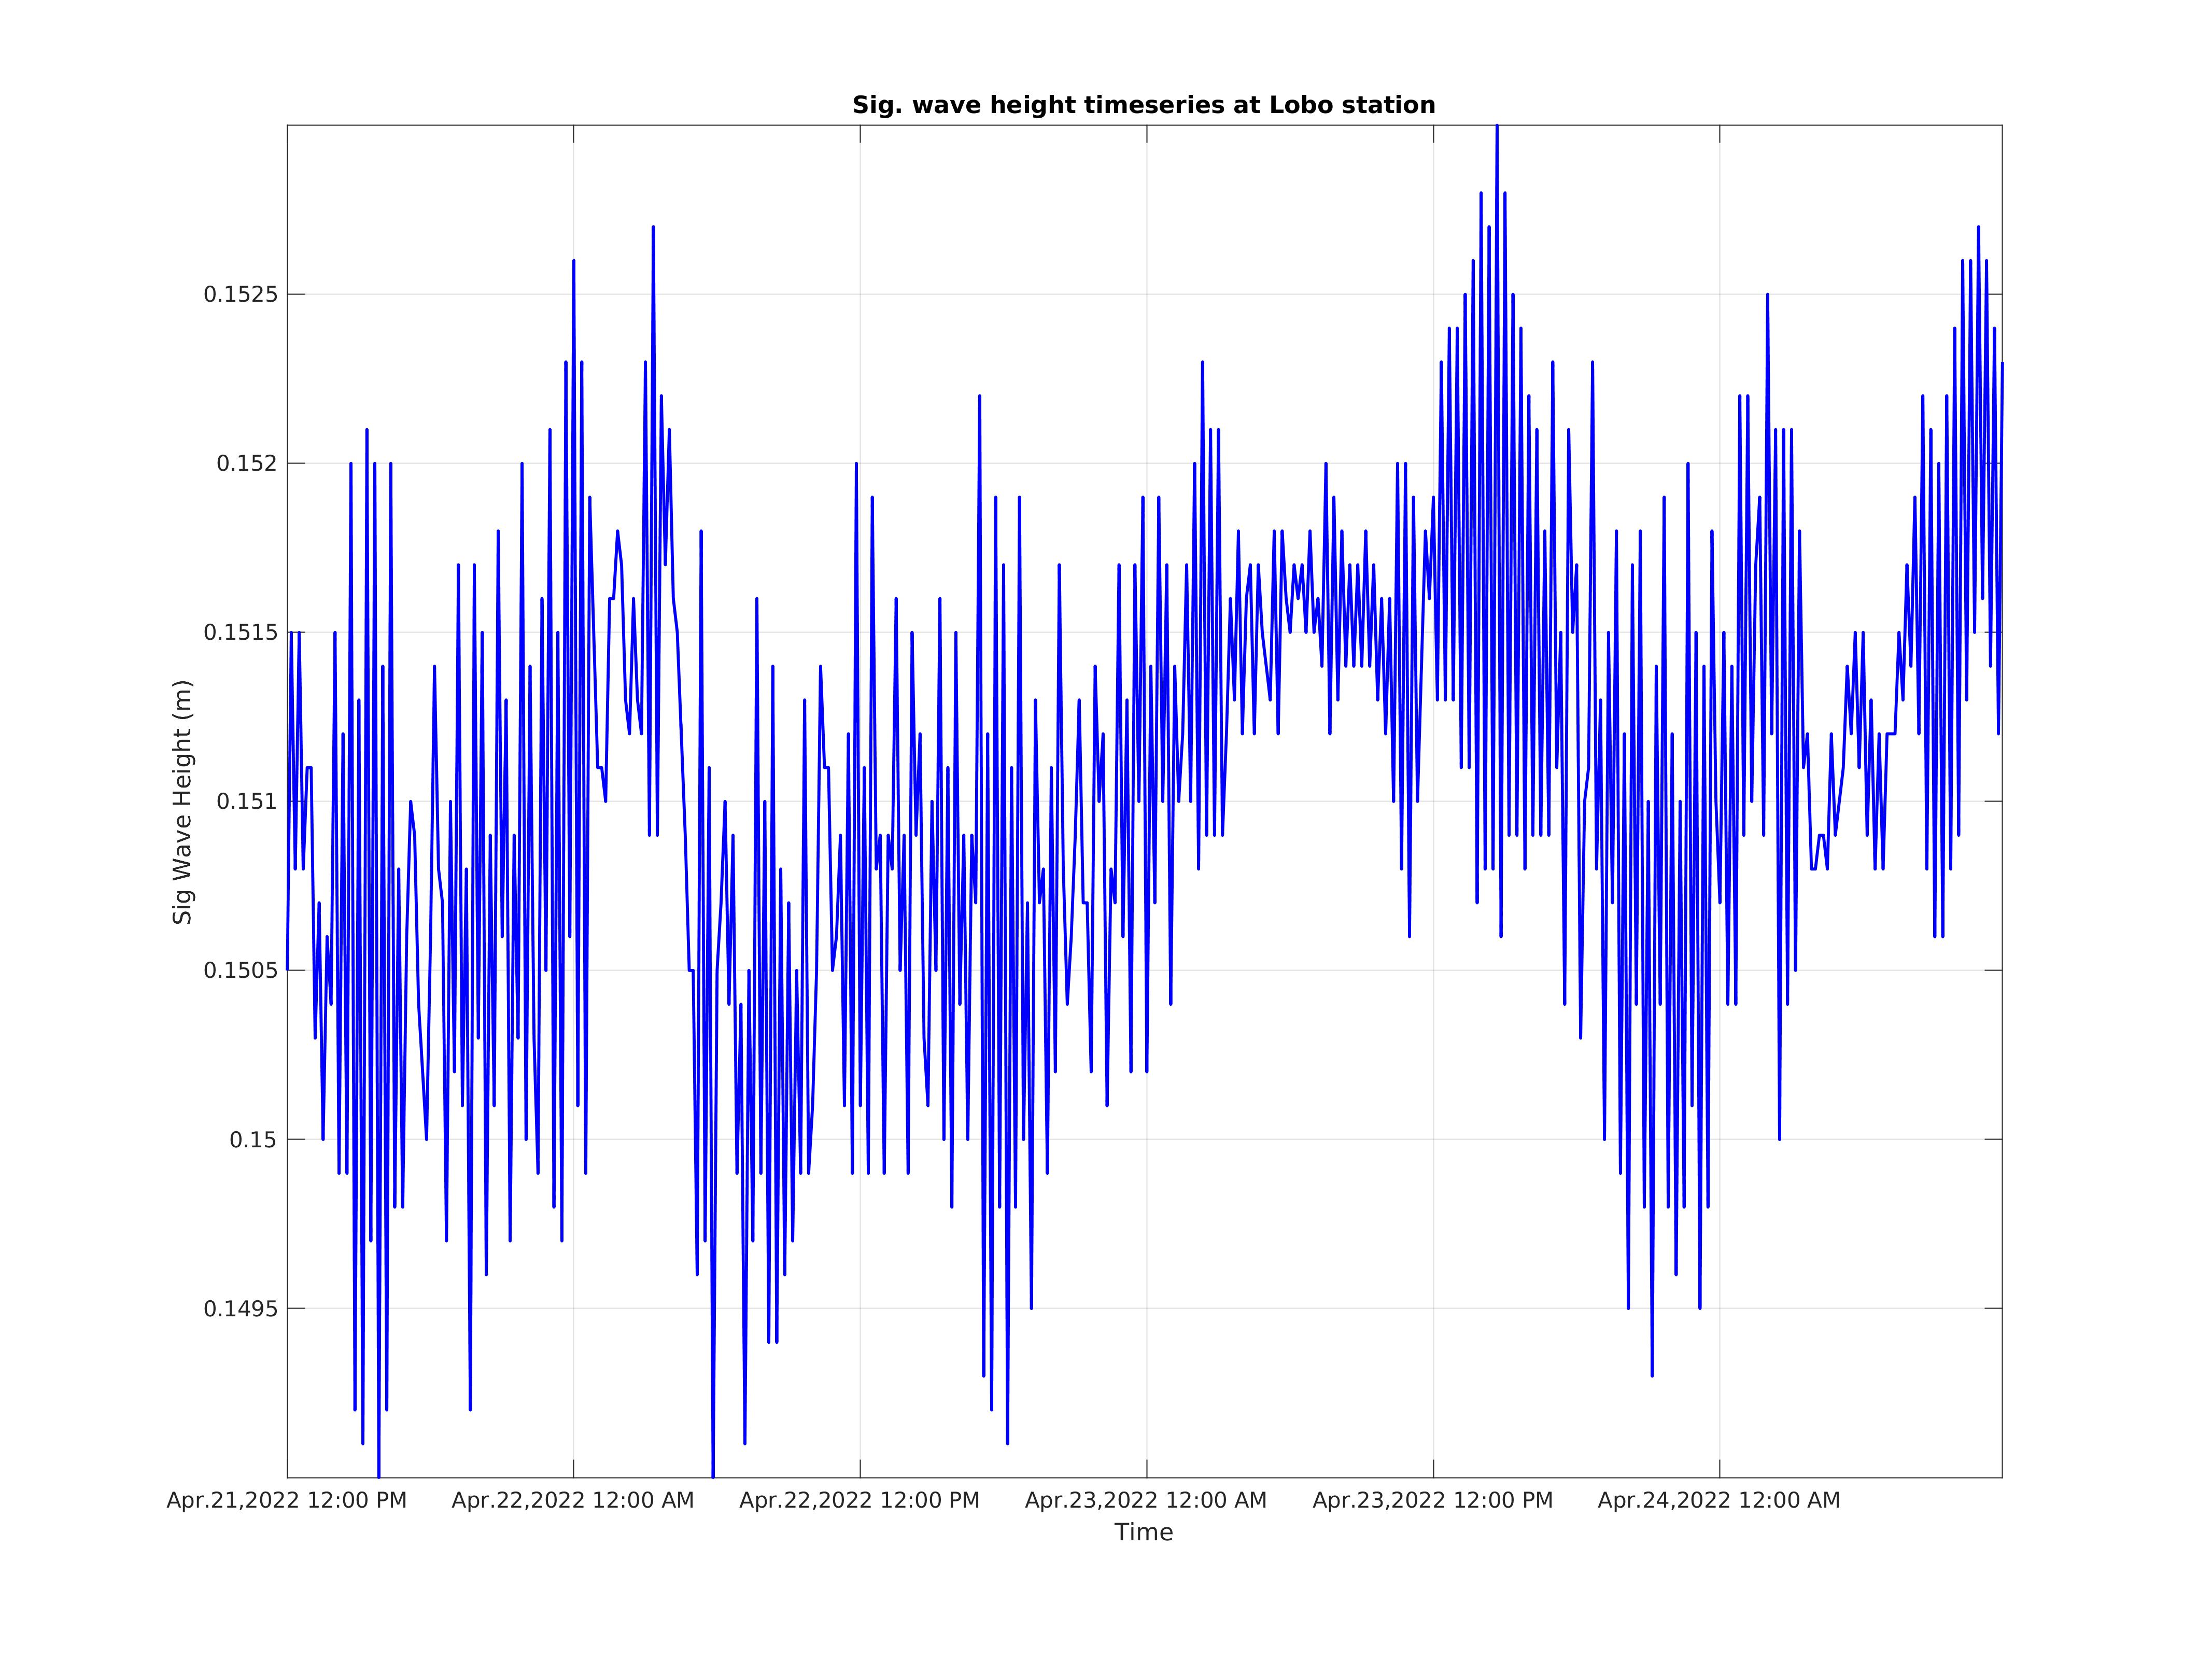 Sig. wave height timeseries at Lobo station
0.1525
0.152
0.1515
0.151
0.1505
0.15
0.1495
Sig Wave Height (m)
Apr.21,2022 12:00 PM Apr.22,2022 12:00 AM Apr.22,2022 12:00 PM Apr.23,2022 12:00 AM Apr.23,2022 12:00 PM Apr.24,2022 12:00 AM
Time